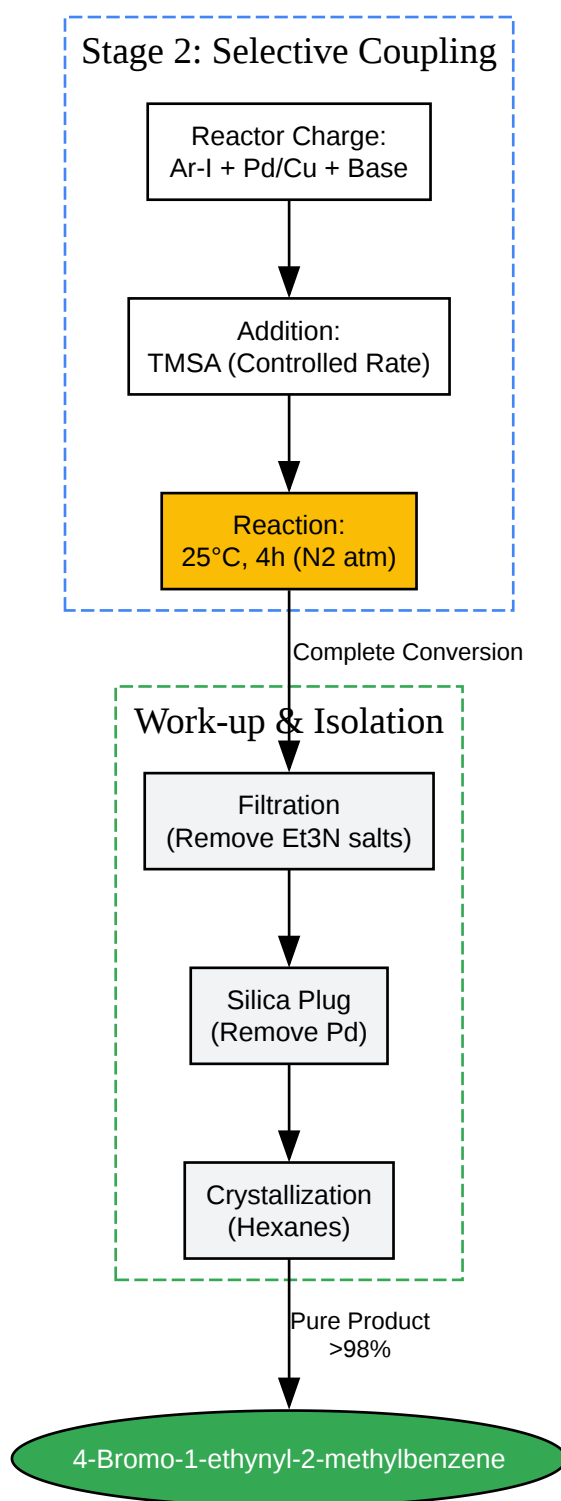 Stage 2: Selective Coupling
Reactor Charge:
Ar-I + Pd/Cu + Base
Addition:
TMSA (Controlled Rate)
Reaction:
25°C, 4h (N2 atm)
Complete Conversion
Work-up & Isolation
Filtration
(Remove Et3N salts)
Silica Plug
(Remove Pd)
Crystallization
(Hexanes)
Pure Product
>98%
4-Bromo-1-ethynyl-2-methylbenzene